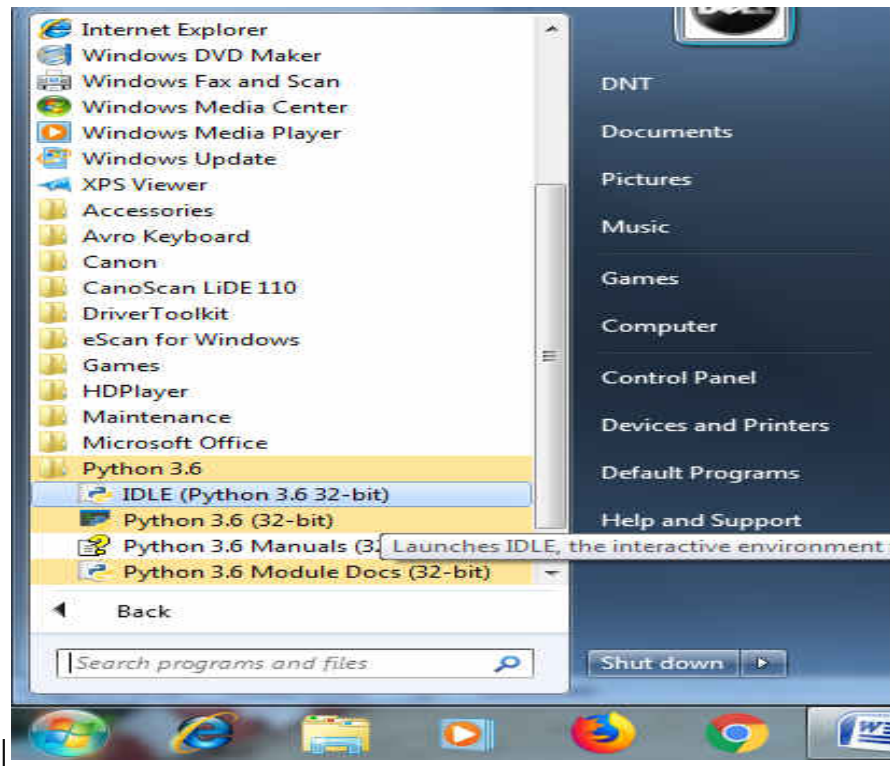 Internet Explorer
Windows DVD Maker
Windows Fax and Scan
Windows Media Center
Windows Media Player
Windows Update
XPS Viewer
Accessories
Avro Keyboard
Canon
CanoScan LiDE 110
DriverToolkit
eScan for Windows
Games
HDPlayer
Maintenance
Microsoft Office
Python 3.6
IDLE (Python 3.6 32-bit)
Python 3.6 (32-bit)
Python 3.6 Manuals (32
Launches IDLE, the interactive environment
Python 3.6 Module Docs (32-bit)
Back
Search programs and files
DELL
DNT
Documents
Pictures
Music
Games
Computer
Control Panel
Devices and Printers
Default Programs
Help and Support
Shut down
W